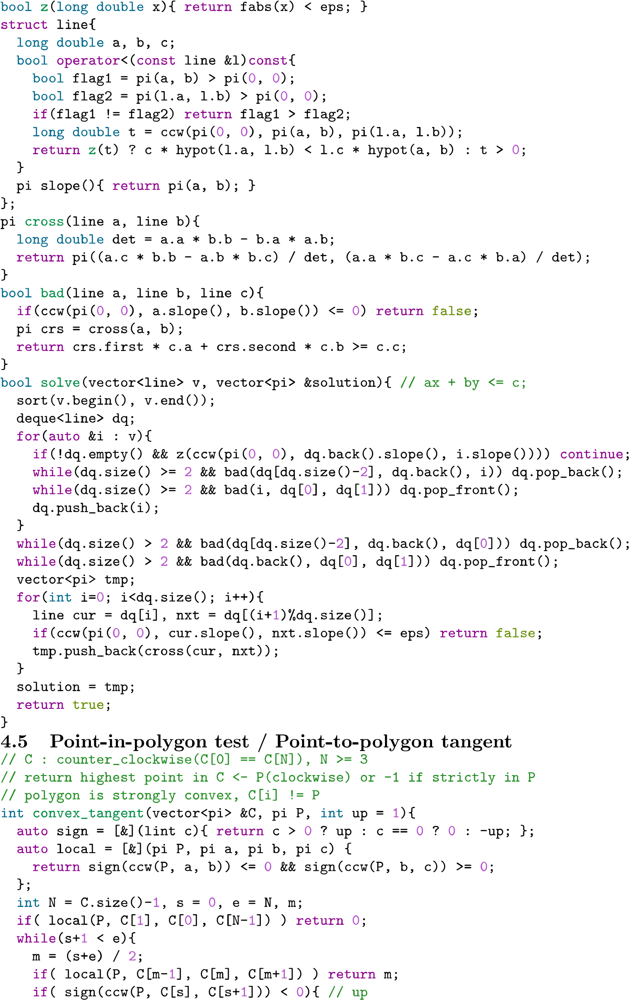 bool z(long double x){ return fabs(x) < eps; }
struct line{
  long double a, b, c;
  bool operator<(const line &l)const{
    bool flag1 = pi(a, b) > pi(0, 0);
    bool flag2 = pi(l.a, l.b) > pi(0, 0);
    if(flag1 != flag2) return flag1 > flag2;
    long double t = ccw(pi(0, 0), pi(a, b), pi(l.a, l.b));
    return z(t) ? c * hypot(l.a, l.b) < l.c * hypot(a, b) : t > 0;
  }
  pi slope(){ return pi(a, b); }
};
pi cross(line a, line b){
  long double det = a.a * b.b - b.a * a.b;
  return pi((a.c * b.b - a.b * b.c) / det, (a.a * b.c - a.c * b.a) / det);
}
bool bad(line a, line b, line c){
  if(ccw(pi(0, 0), a.slope(), b.slope()) <= 0) return false;
  pi crs = cross(a, b);
  return crs.first * c.a + crs.second * c.b >= c.c;
}
bool solve(vector<line> v, vector<pi> &solution){ // ax + by <= c;
  sort(v.begin(), v.end());
  deque<line> dq;
  for(auto &i : v){
    if(!dq.empty() && z(ccw(pi(0, 0), dq.back().slope(), i.slope()))) continue;
    while(dq.size() >= 2 && bad(dq[dq.size()-2], dq.back(), i)) dq.pop_back();
    while(dq.size() >= 2 && bad(i, dq[0], dq[1])) dq.pop_front();
    dq.push_back(i);
  }
  while(dq.size() > 2 && bad(dq[dq.size()-2], dq.back(), dq[0])) dq.pop_back();
  while(dq.size() > 2 && bad(dq.back(), dq[0], dq[1])) dq.pop_front();
  vector<pi> tmp;
  for(int i=0; i<dq.size(); i++){
    line cur = dq[i], nxt = dq[(i+1)%dq.size()];
    if(ccw(pi(0, 0), cur.slope(), nxt.slope()) <= eps) return false;
    tmp.push_back(cross(cur, nxt));
  }
  solution = tmp;
  return true;
}
4.5 Point-in-polygon test / Point-to-polygon tangent
// C : counter_clockwise(C[0] == C[N]), N >= 3
// return highest point in C <- P(clockwise) or -1 if strictly in P
// polygon is strongly convex, C[i] != P
int convex_tangent(vector<pi> &C, pi P, int up = 1){
  auto sign = [&](lint c){ return c > 0 ? up : c == 0 ? 0 : -up; };
  auto local = [&](pi P, pi a, pi b, pi c) {
    return sign(ccw(P, a, b)) <= 0 && sign(ccw(P, b, c)) >= 0;
  };
  int N = C.size()-1, s = 0, e = N, m;
  if( local(P, C[1], C[0], C[N-1]) ) return 0;
  while(s+1 < e){
    m = (s+e) / 2;
    if( local(P, C[m-1], C[m], C[m+1]) ) return m;
    if( sign(ccw(P, C[s], C[s+1])) < 0){ // up